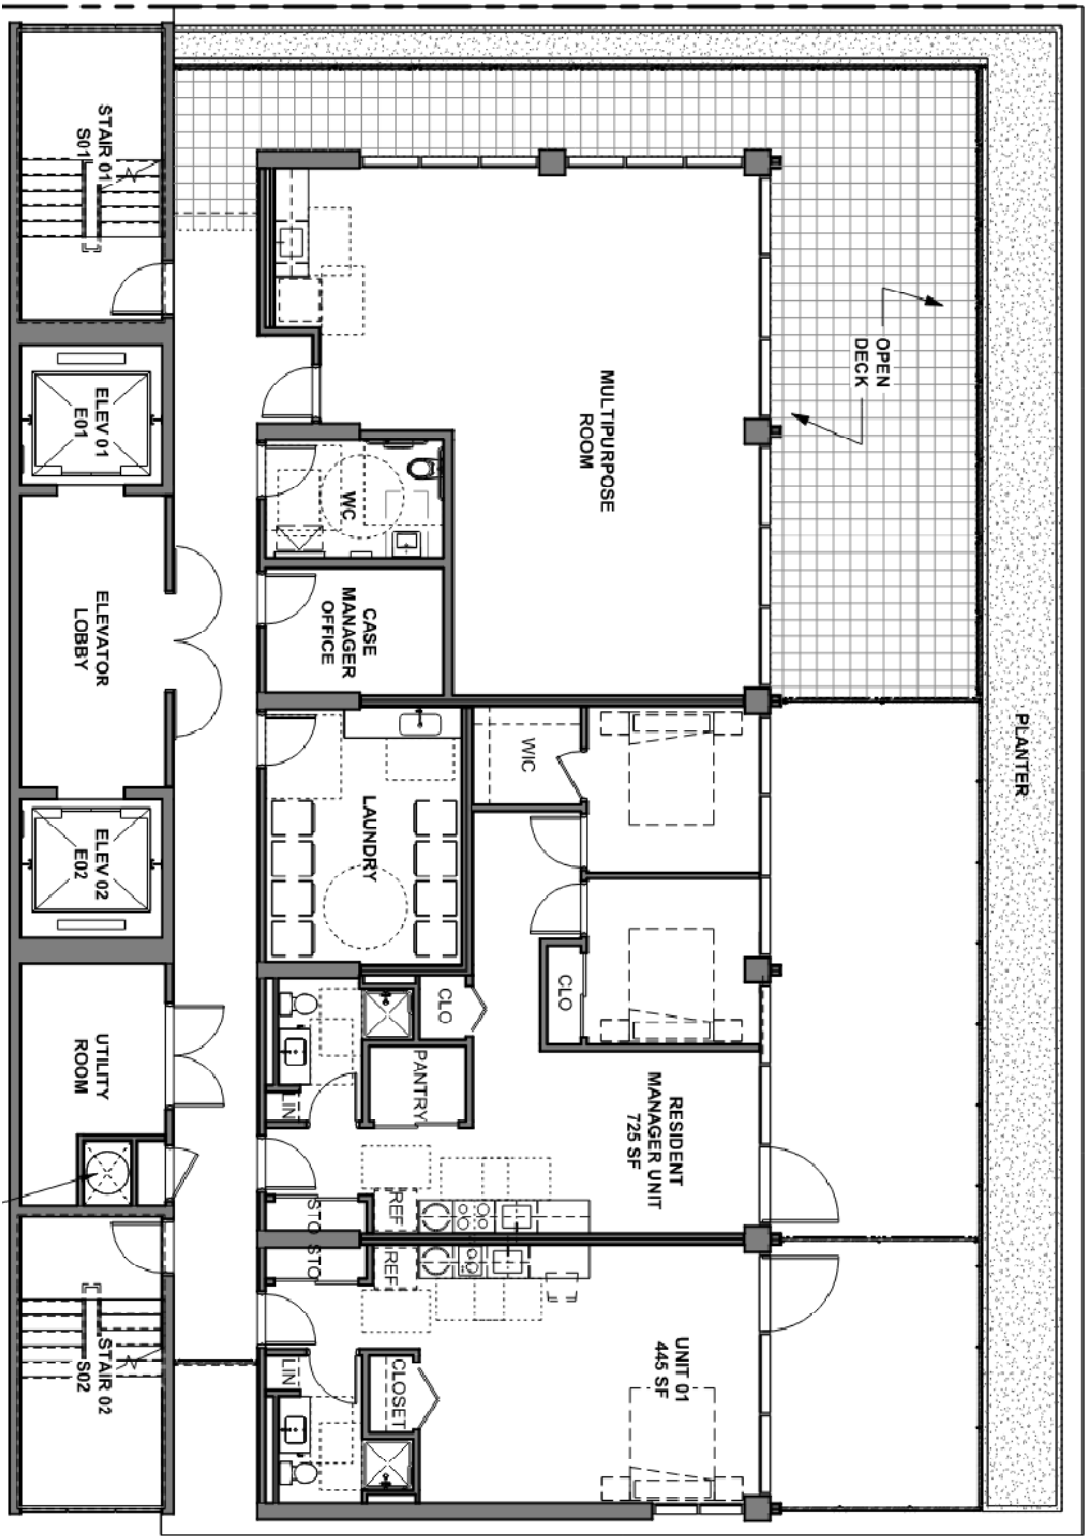 STAIR 01
S01
ELEV 01
E01
ELEVATOR
LOBBY
ELEV 02
E02
UTILITY
ROOM
STAIR 02
S02
MULTIPURPOSE
ROOM
OPEN
DECK
PLANTER
WC
CASE
MANAGER
OFFICE
LAUNDRY
WIC
CLO
CLO
PANTRY
LIN
RESIDENT
MANAGER UNIT
725 SF
STO
REF
STO
REF
UNIT 01
445 SF
LIN
CLOSET